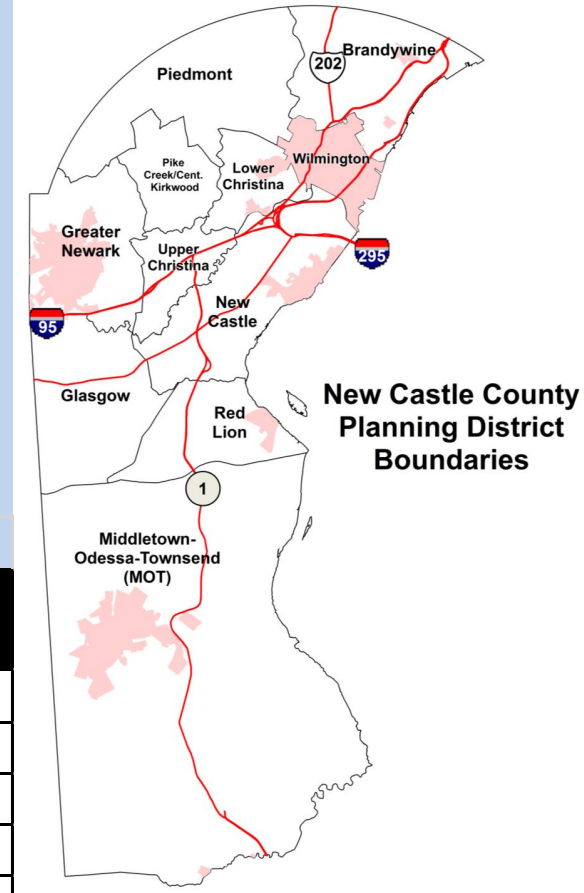 Brandywine
202
Piedmont
Pike
Creek/Cent.
Kirkwood
Lower
Christina
Wilmington
Greater
Newark
Upper
Christina
295
95
New
Castle
Glasgow
Red
Lion
New Castle County
Planning District
Boundaries
1
Middletown-
Odessa-Townsend
(MOT)